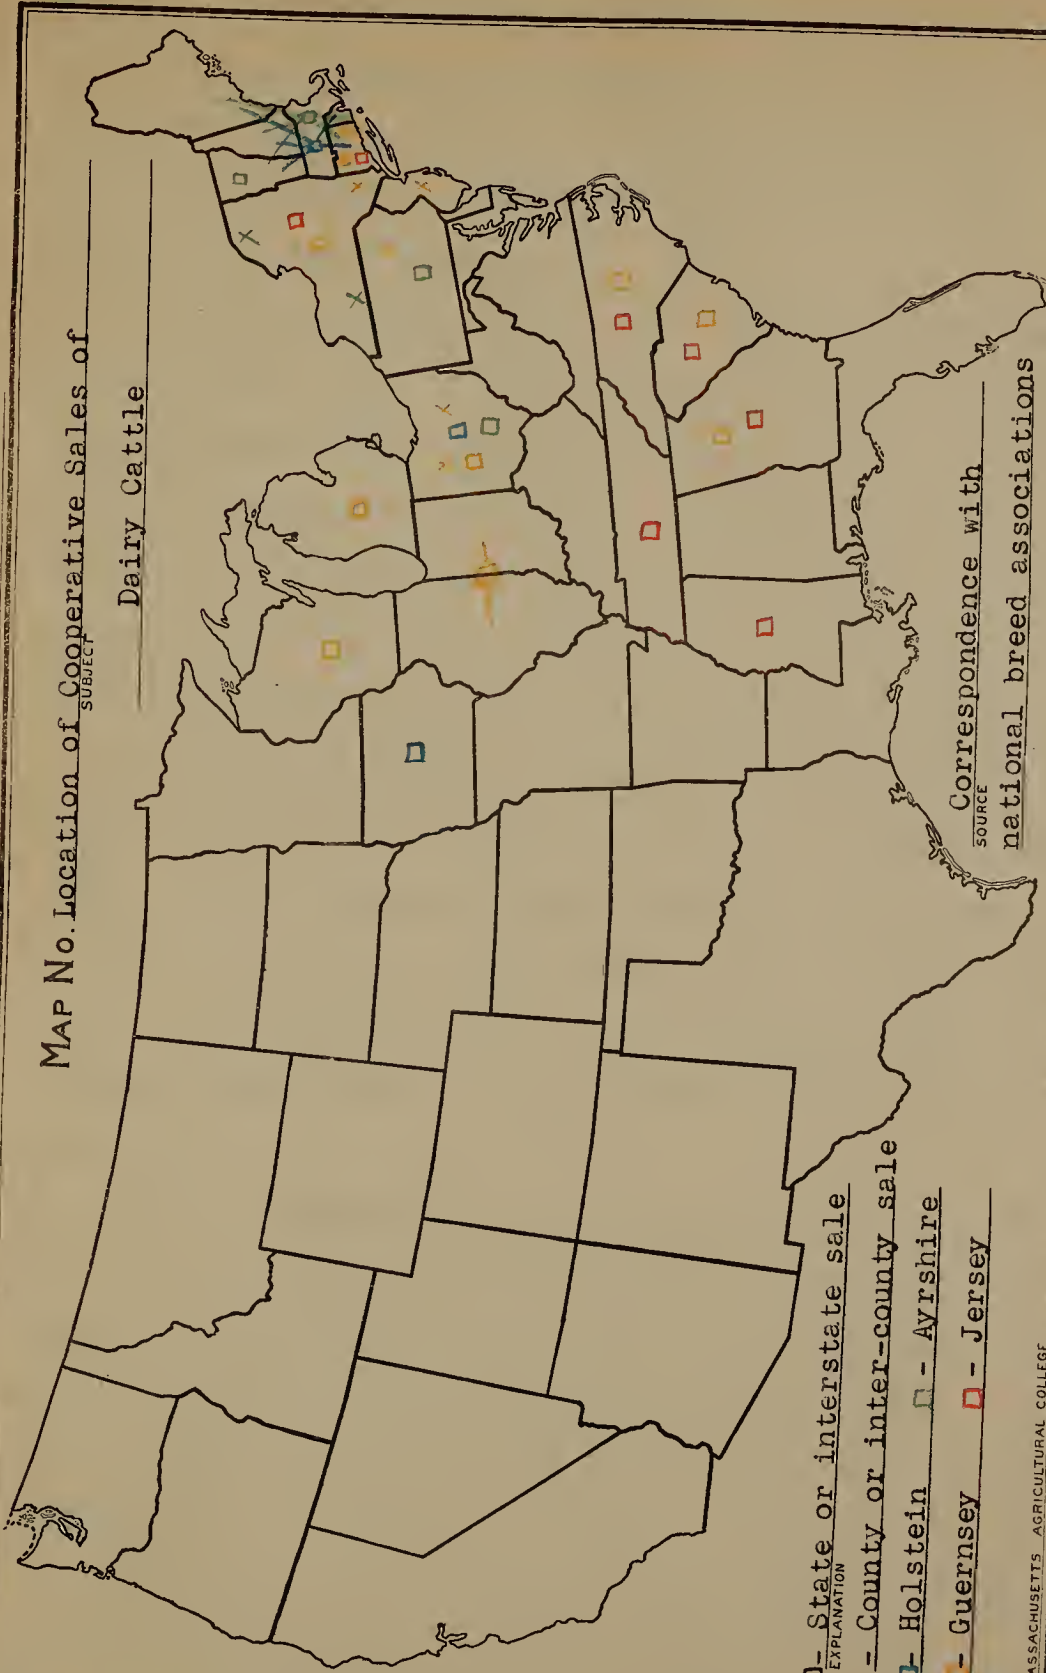 MAP No. Location of Cooperative Sales of
SUBJECT
Dairy Cattle
- State or interstate sale
EXPLANATION
- County or inter-county sale
- Holstein - Ayrshire
- Guernsey - Jersey
Correspondence with
SOURCE
national breed associations
ASSACHUSETTS AGRICULTURAL COLLEGE